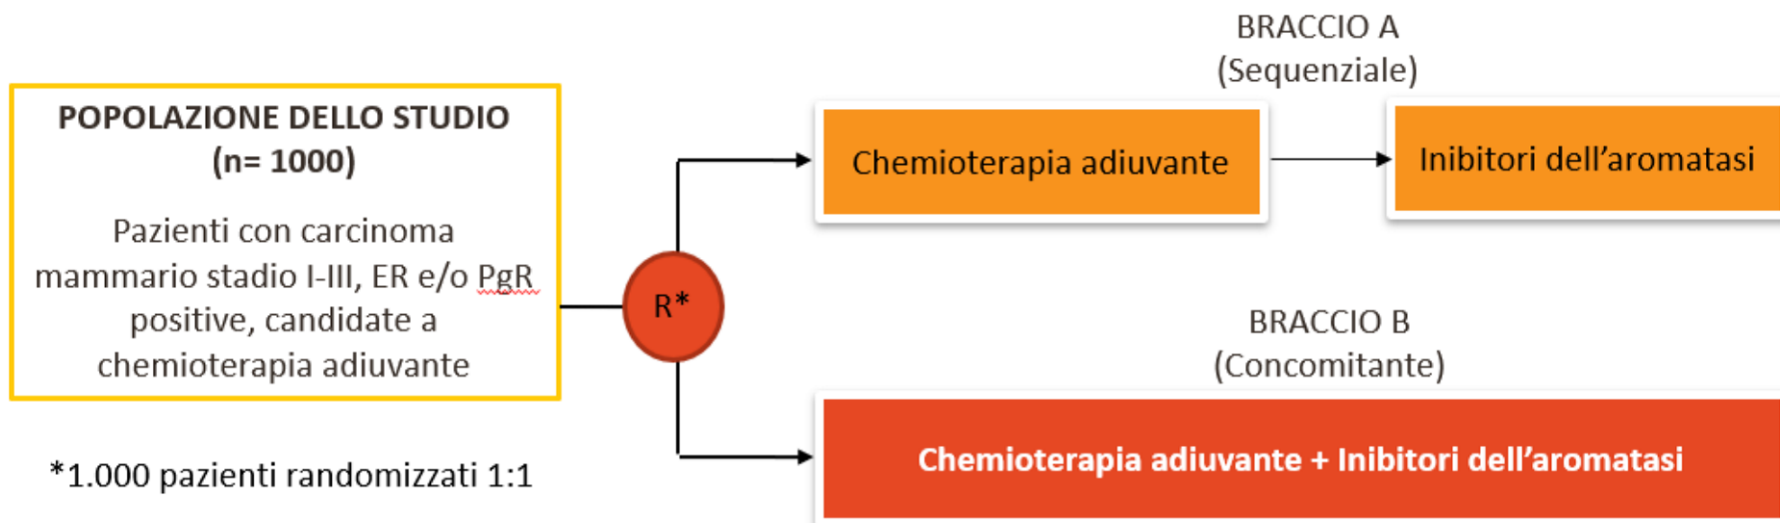 POPOLAZIONE DELLO STUDIO
(n= 1000)
Pazienti con carcinoma
mammario stadio I-III, ER e/o PgR
positive, candidate a
chemioterapia adiuvante
*1.000 pazienti randomizzati 1:1
R*
BRACCIO A
(Sequenziale)
Chemioterapia adiuvante
Inibitori dell’aromatasi
BRACCIO B
(Concomitante)
Chemioterapia adiuvante + Inibitori dell’aromatasi